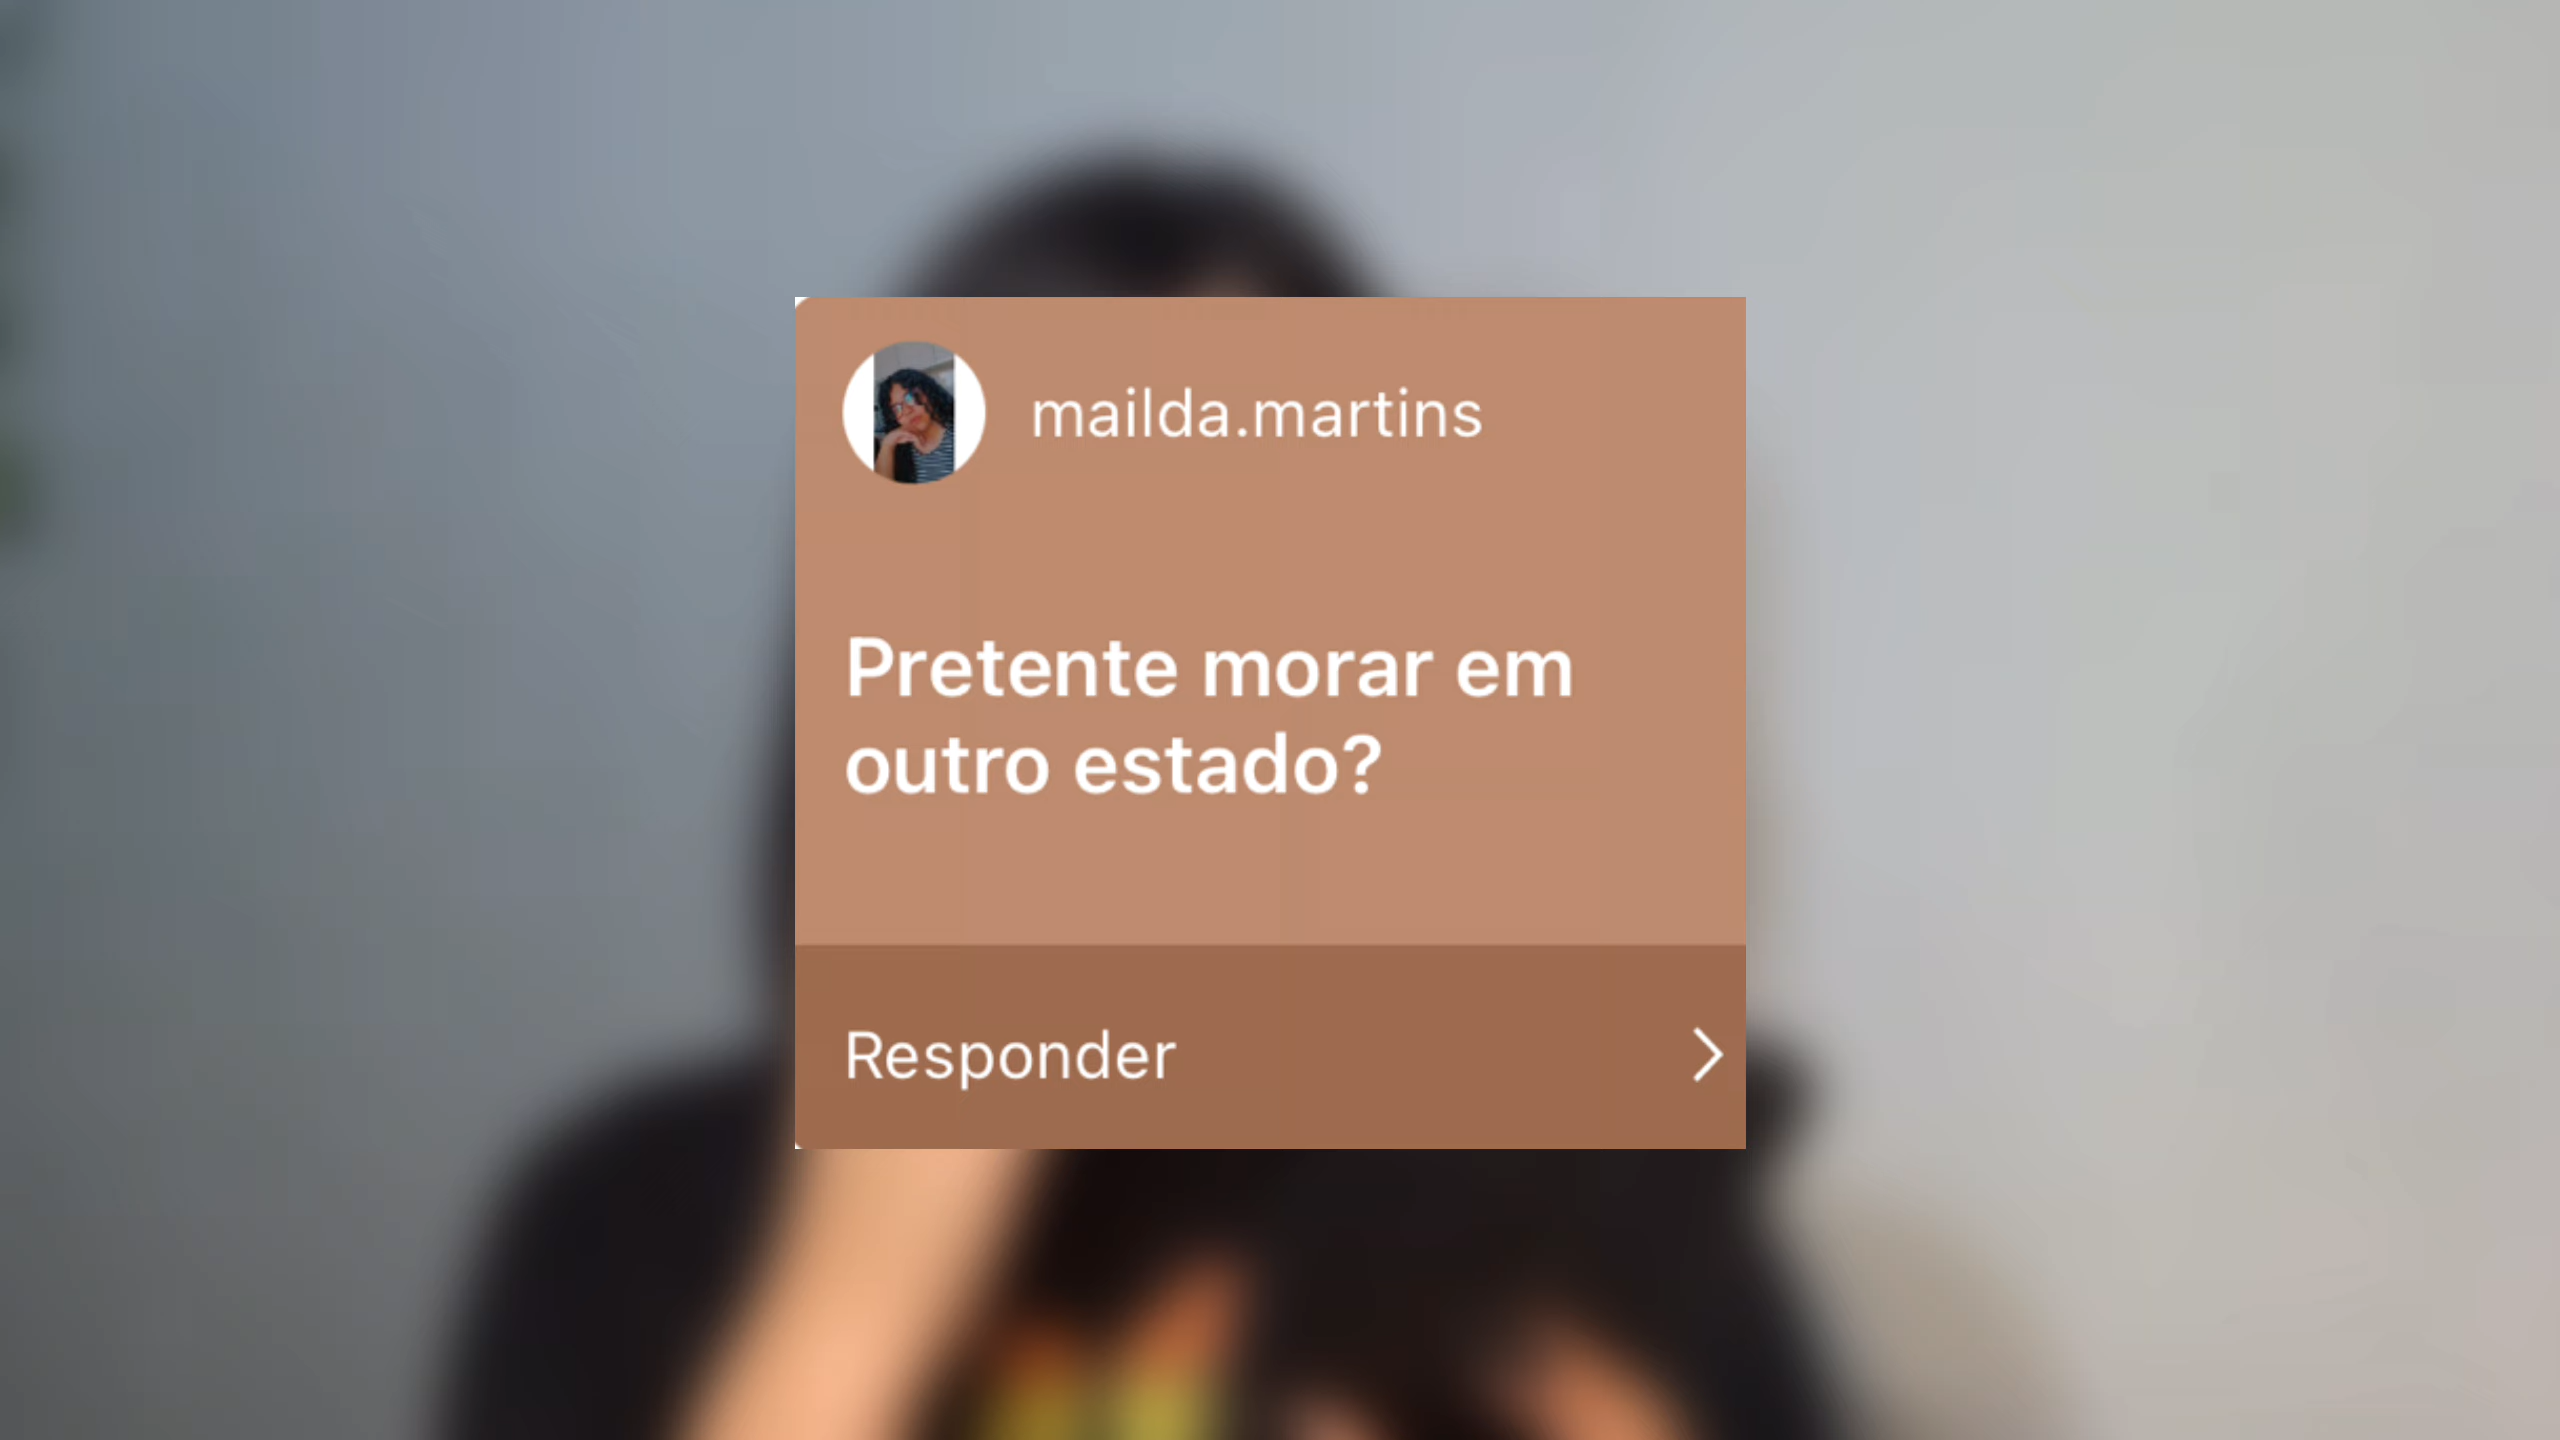 mailda.martins
Pretente morar em
outro estado?
Responder